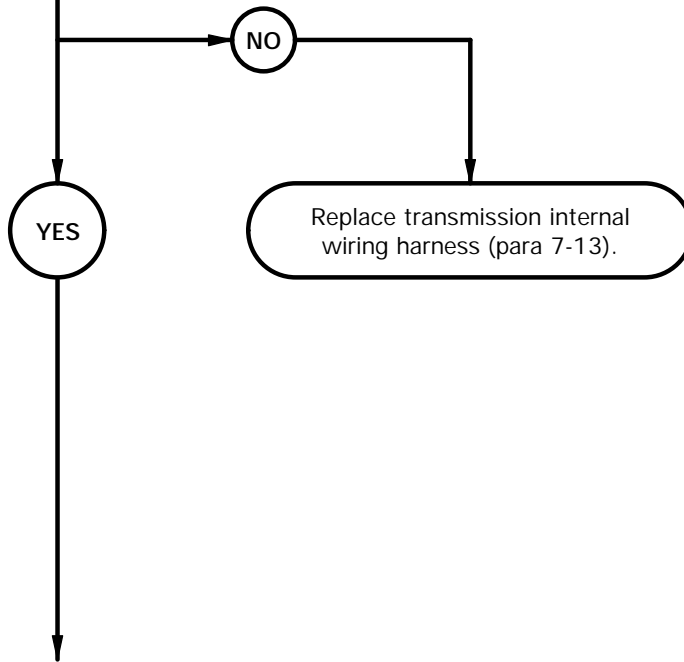 NO
YES
Replace transmission internal
wiring harness (para 7-13).